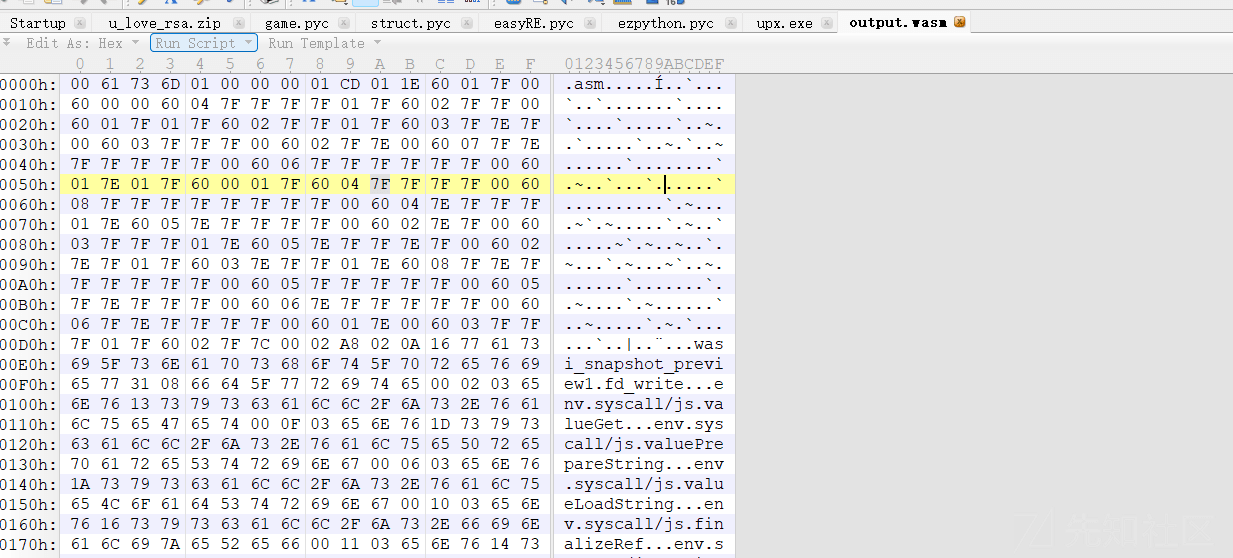 Startup u_love_rsa.zip game.pyc struct.pyc easyRE.pyc ezpython.pyc upx.exe output.wasm
Edit As: Hex Run Script Run Template
0 1 2 3 4 5 6 7 8 9 A B C D E F 0123456789ABCDEF
0000h: 00 61 73 6D 01 00 00 00 01 CD 01 1E 60 01 7F 00 .asm.....Í..`...
0010h: 60 00 00 60 04 7F 7F 7F 7F 01 7F 60 02 7F 7F 00 `..`.......`....
0020h: 60 01 7F 01 7F 60 02 7F 7F 01 7F 60 03 7F 7E 7F `....`.....`..~.
0030h: 00 60 03 7F 7F 7F 00 60 02 7F 7E 00 60 07 7F 7E .`.....`..~.`..~
0040h: 7F 7F 7F 7F 7F 00 60 06 7F 7F 7F 7F 7F 7F 00 60 ......`........`
0050h: 01 7E 01 7F 60 00 01 7F 60 04 7F 7F 7F 7F 00 60 .~..`...`......`
0060h: 08 7F 7F 7F 7F 7F 7F 7F 7F 00 60 04 7E 7F 7F 7F ..........`.~...
0070h: 01 7E 60 05 7E 7F 7F 7F 7F 00 60 02 7E 7F 00 60 .~`.~.....`.~..`
0080h: 03 7F 7F 7F 01 7E 60 05 7E 7F 7F 7E 7F 00 60 02 .....~`.~..~..`.
0090h: 7E 7F 01 7F 60 03 7E 7F 7F 01 7E 60 08 7F 7E 7F ~...`.~...~`..~.
00A0h: 7F 7F 7F 7F 7F 00 60 05 7F 7F 7F 7F 7F 00 60 05 ......`.......`.
00B0h: 7F 7E 7F 7F 7F 00 60 06 7E 7F 7F 7F 7F 7F 00 60 .~....`.~......`
00C0h: 06 7F 7E 7F 7F 7F 7F 00 60 01 7E 00 60 03 7F 7F ..~.....`.~.`...
00D0h: 7F 01 7F 60 02 7F 7C 00 02 A8 02 0A 16 77 61 73 ...`..|..¨...was
00E0h: 69 5F 73 6E 61 70 73 68 6F 74 5F 70 72 65 76 69 i_snapshot_previ
00F0h: 65 77 31 08 66 64 5F 77 72 69 74 65 00 02 03 65 ew1.fd_write...e
0100h: 6E 76 13 73 79 73 63 61 6C 6C 2F 6A 73 2E 76 61 nv.syscall/js.va
0110h: 6C 75 65 47 65 74 00 0F 03 65 6E 76 1D 73 79 73 lueGet...env.sys
0120h: 63 61 6C 6C 2F 6A 73 2E 76 61 6C 75 65 50 72 65 call/js.valuePre
0130h: 70 61 72 65 53 74 72 69 6E 67 00 06 03 65 6E 76 pareString...env
0140h: 1A 73 79 73 63 61 6C 6C 2F 6A 73 2E 76 61 6C 75 .syscall/js.valu
0150h: 65 4C 6F 61 64 53 74 72 69 6E 67 00 10 03 65 6E eLoadString...en
0160h: 76 16 73 79 73 63 61 6C 6C 2F 6A 73 2E 66 69 6E v.syscall/js.fin
0170h: 61 6C 69 7A 65 52 65 66 00 11 03 65 6E 76 14 73 alizeRef...env.s